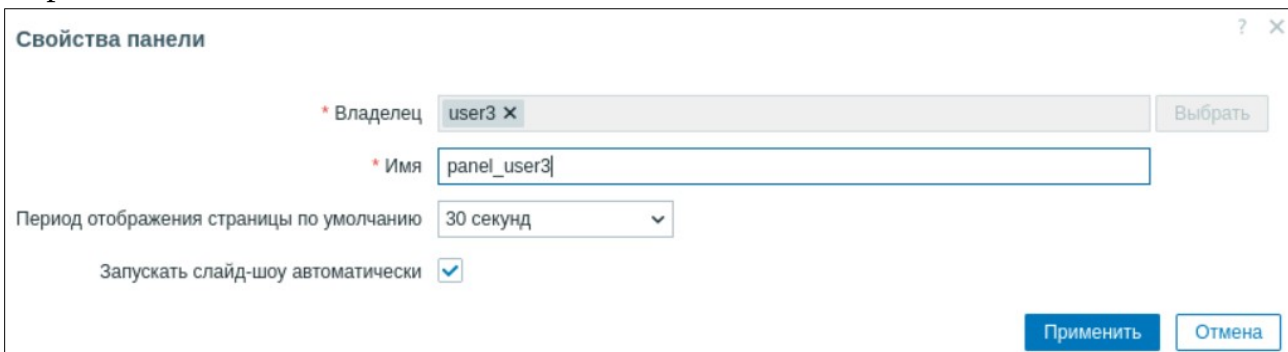 Свойства панели
? ×
* Владелец user3 × Выбрать
* Имя panel_user3
Период отображения страницы по умолчанию 30 секунд
Запускать слайд-шоу автоматически
Применить Отмена